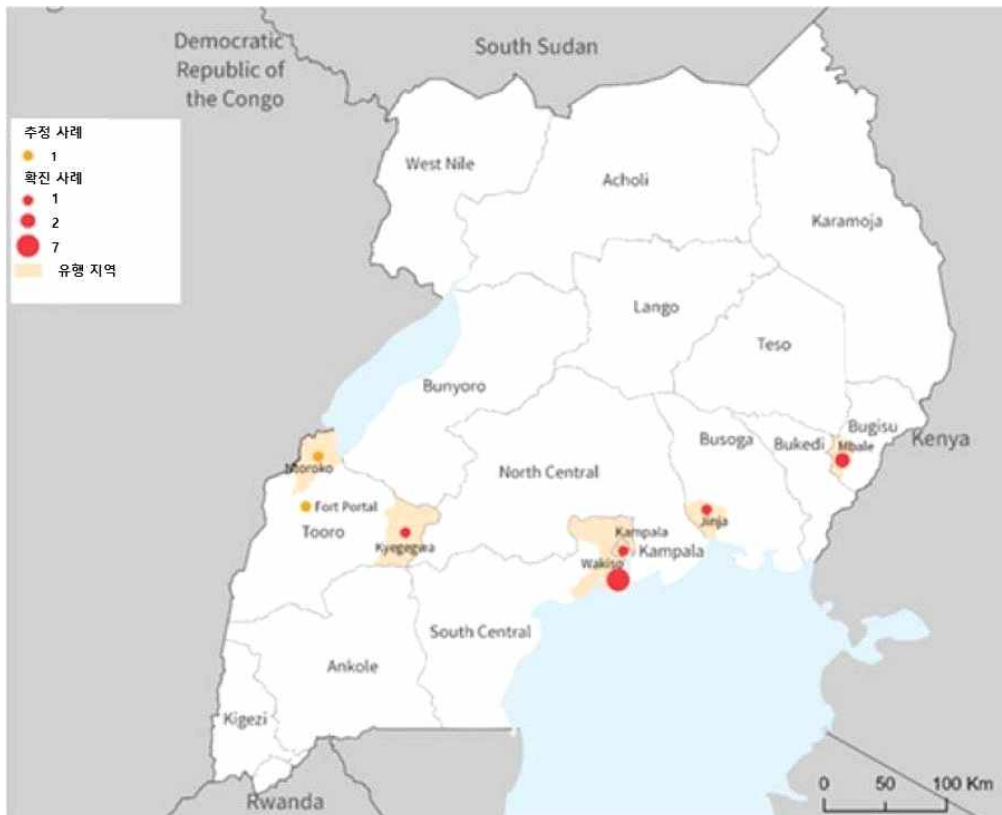 Democratic
Republic of
the Congo
South Sudan
추정 사례
1
확진 사례
1
2
7
유행 지역
West Nile
Acholi
Karamoja
Lango
Teso
Bunyoro
Busoga
Bukedi
Bugisu
Mbale
Kenya
North Central
Ntoroko
Fort Portal
Tooro
Kyegegwa
Jinja
Kampala
Kampala
Wakiso
South Central
Ankole
Kigezi
Rwanda
0 50 100 Km